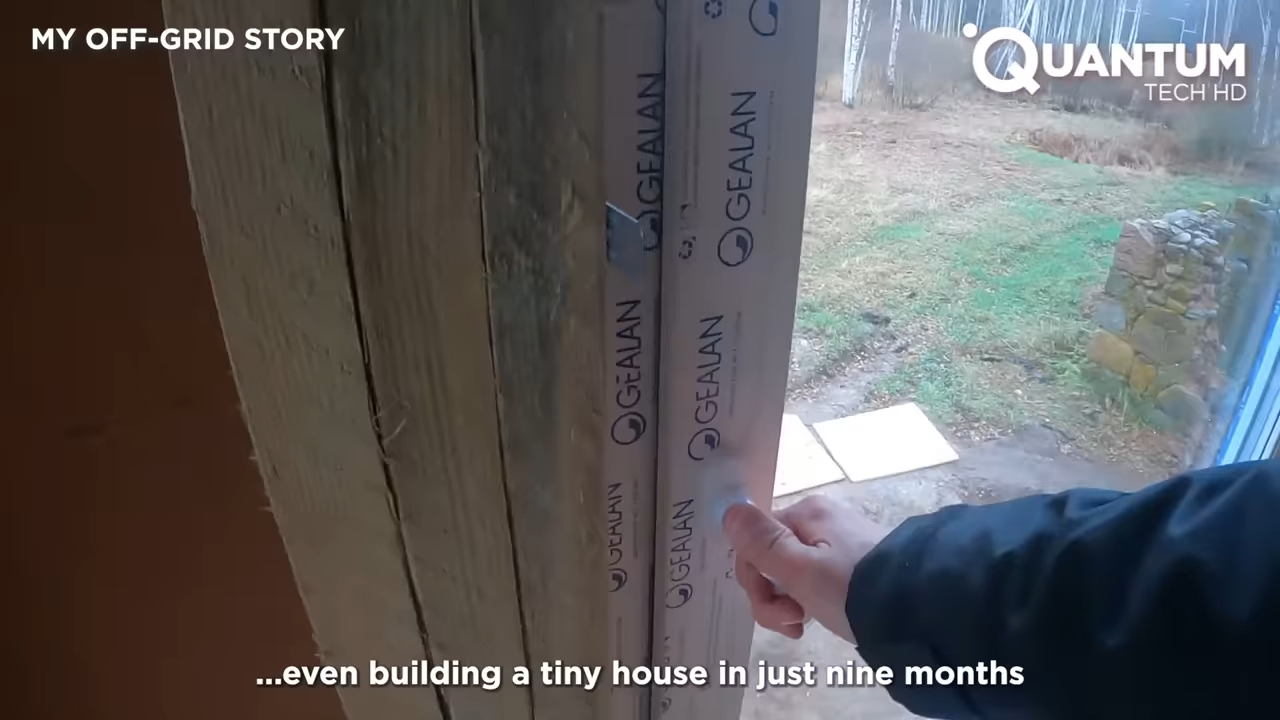 MY OFF-GRID STORY
QUANTUM
TECH HD
GEALAN
GEALAN
GEALAN
GEALAN
GEALAN
GEALAN
...even building a tiny house in just nine months